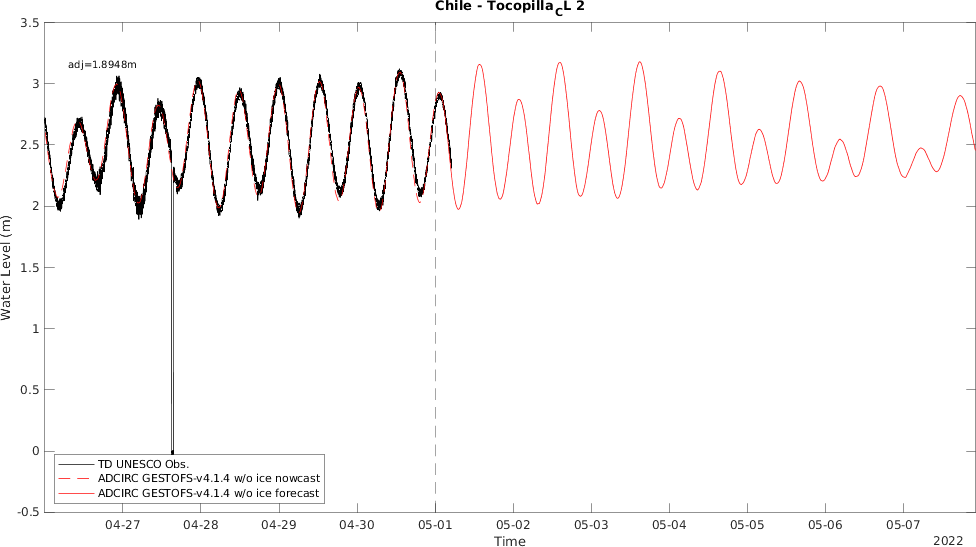 Chile - Tocopilla_CL 2
adj=1.8948m
3.5
3
2.5
2
1.5
1
0.5
0
-0.5
Water Level (m)
TD UNESCO Obs.
ADCIRC GESTOFS-v4.1.4 w/o ice nowcast
ADCIRC GESTOFS-v4.1.4 w/o ice forecast
04-27 04-28 04-29 04-30 05-01 05-02 05-03 05-04 05-05 05-06 05-07
Time
2022